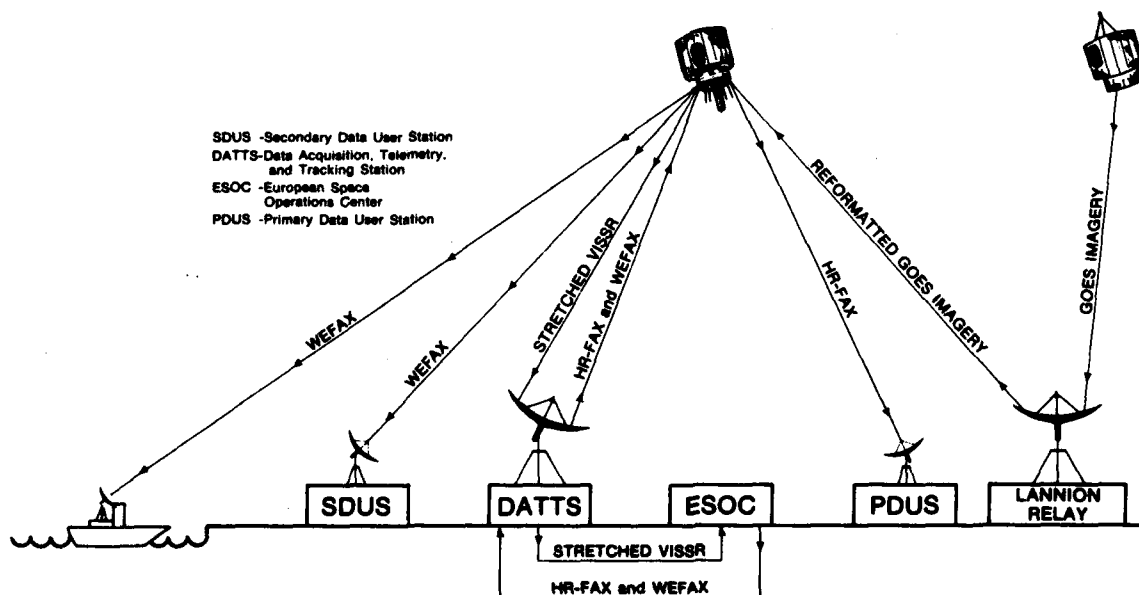 SDUS -Secondary Data User Station
DATTS-Data Acquisition, Telemetry,
and Tracking Station
ESOC -European Space
Operations Center
PDUS -Primary Data User Station
WEFAX
WEFAX
STRETCHED VISSR
HR-FAX and WEFAX
HR-FAX
REFORMATTED GOES IMAGERY
GOES IMAGERY
SDUS
DATTS
ESOC
PDUS
LANNION
RELAY
STRETCHED VISSR
HR-FAX and WEFAX